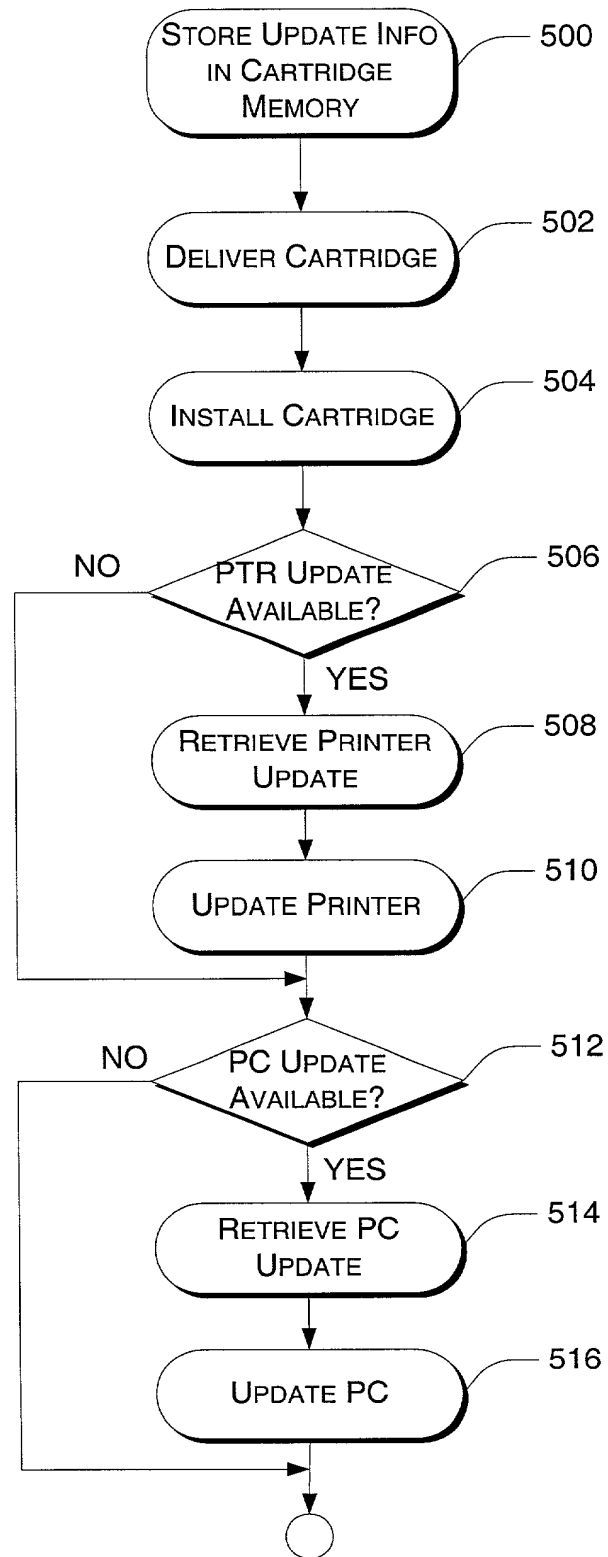 STORE UPDATE INFO
IN CARTRIDGE
MEMORY
500
DELIVER CARTRIDGE
502
INSTALL CARTRIDGE
504
NO
PTR UPDATE
AVAILABLE?
506
YES
RETRIEVE PRINTER
UPDATE
508
UPDATE PRINTER
510
NO
PC UPDATE
AVAILABLE?
512
YES
RETRIEVE PC
UPDATE
514
UPDATE PC
516